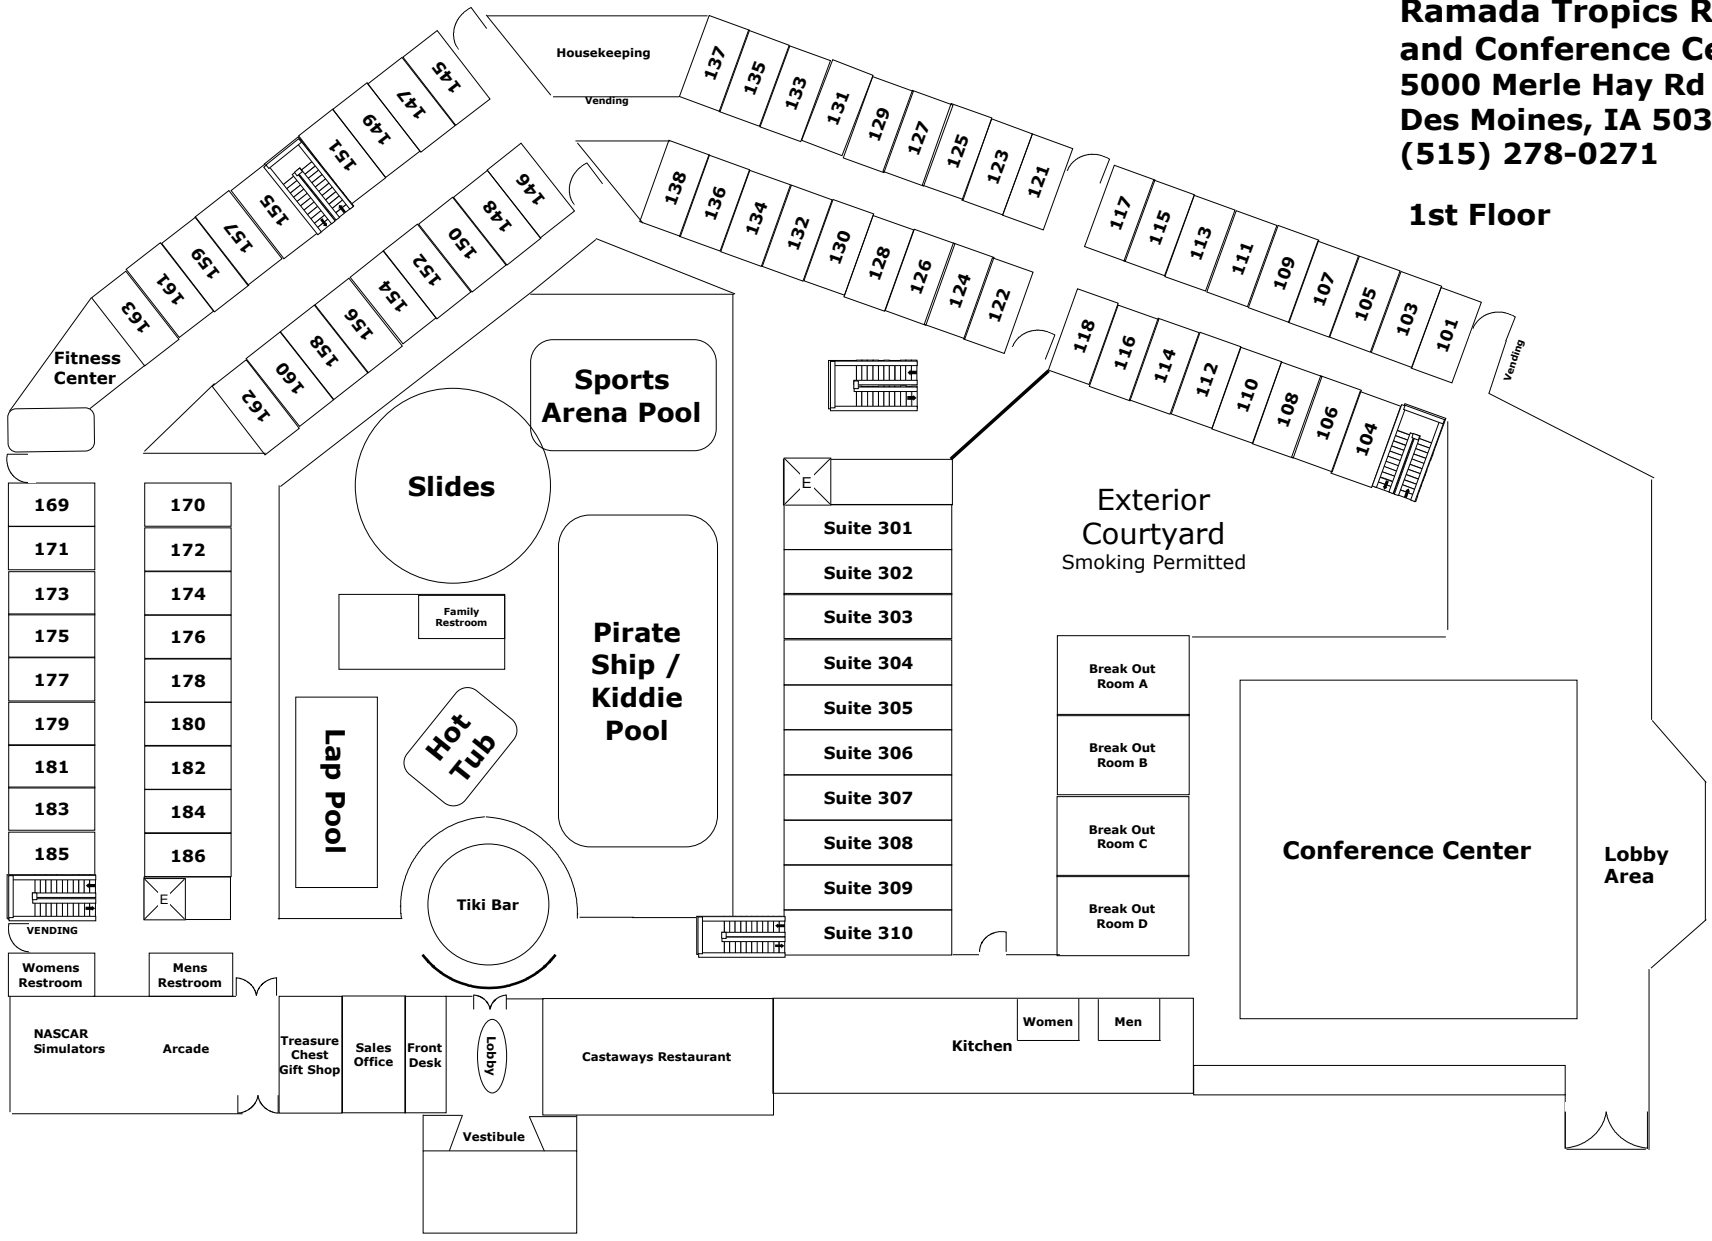 Ramada Tropics R
and Conference Ce
5000 Merle Hay Rd
Des Moines, IA 503
(515) 278-0271
1st Floor
Housekeeping
Vending
137
135
133
131
129
127
125
123
121
117
115
113
111
109
107
105
103
101
Vending
145
147
149
151
155
157
159
161
163
Fitness
Center
146
148
150
152
154
156
158
160
162
138
136
134
132
130
128
126
124
122
118
116
114
112
110
108
106
104
Sports
Arena Pool
Slides
Family
Restroom
Pirate
Ship /
Kiddie
Pool
Hot
Tub
Lap Pool
Tiki Bar
E
Suite 301
Suite 302
Suite 303
Suite 304
Suite 305
Suite 306
Suite 307
Suite 308
Suite 309
Suite 310
Exterior
Courtyard
Smoking Permitted
Break Out
Room A
Break Out
Room B
Break Out
Room C
Break Out
Room D
Conference Center
Lobby
Area
169
171
173
175
177
179
181
183
185
170
172
174
176
178
180
182
184
186
E
VENDING
Womens
Restroom
Mens
Restroom
NASCAR
Simulators
Arcade
Treasure
Chest
Gift Shop
Sales
Office
Front
Desk
Lobby
Vestibule
Castaways Restaurant
Kitchen
Women
Men